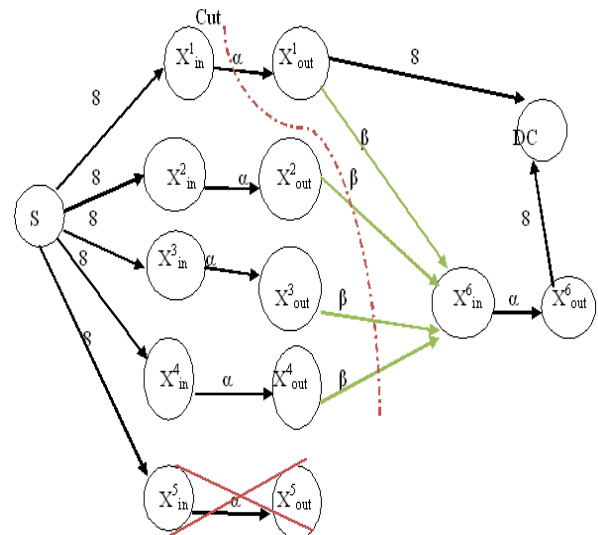 Cut
8
X¹in
α
X¹out
8
DC
β
8
X²in
α
X²out
β
S
8
X³in
α
X³out
β
8
X⁴in
α
X⁴out
β
X⁶in
α
X⁶out
8
8
X⁵in
α
X⁵out